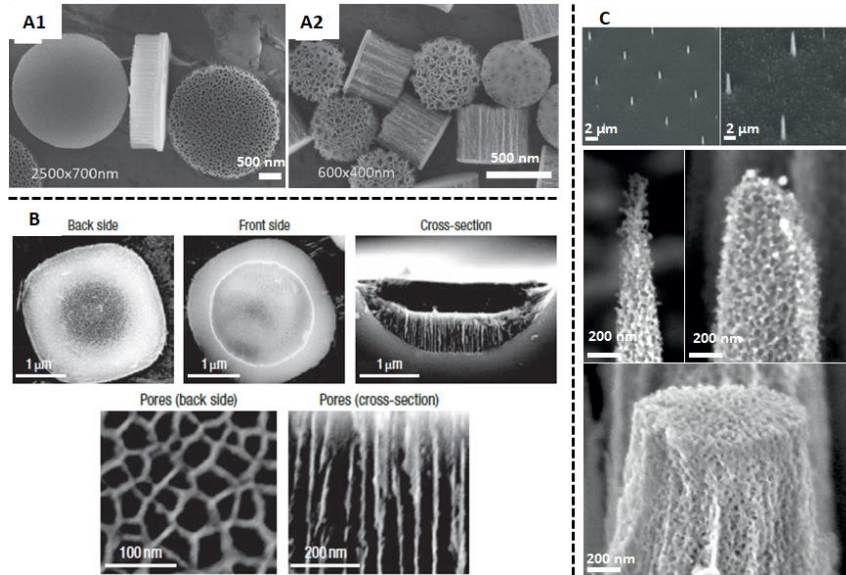 A1
A2
2500x700nm
500 nm
600x400nm
500 nm
B
Back side
Front side
Cross-section
1 µm
1 µm
1 µm
Pores (back side)
Pores (cross-section)
100 nm
200 nm
C
2 µm
2 µm
200 nm
200 nm
200 nm